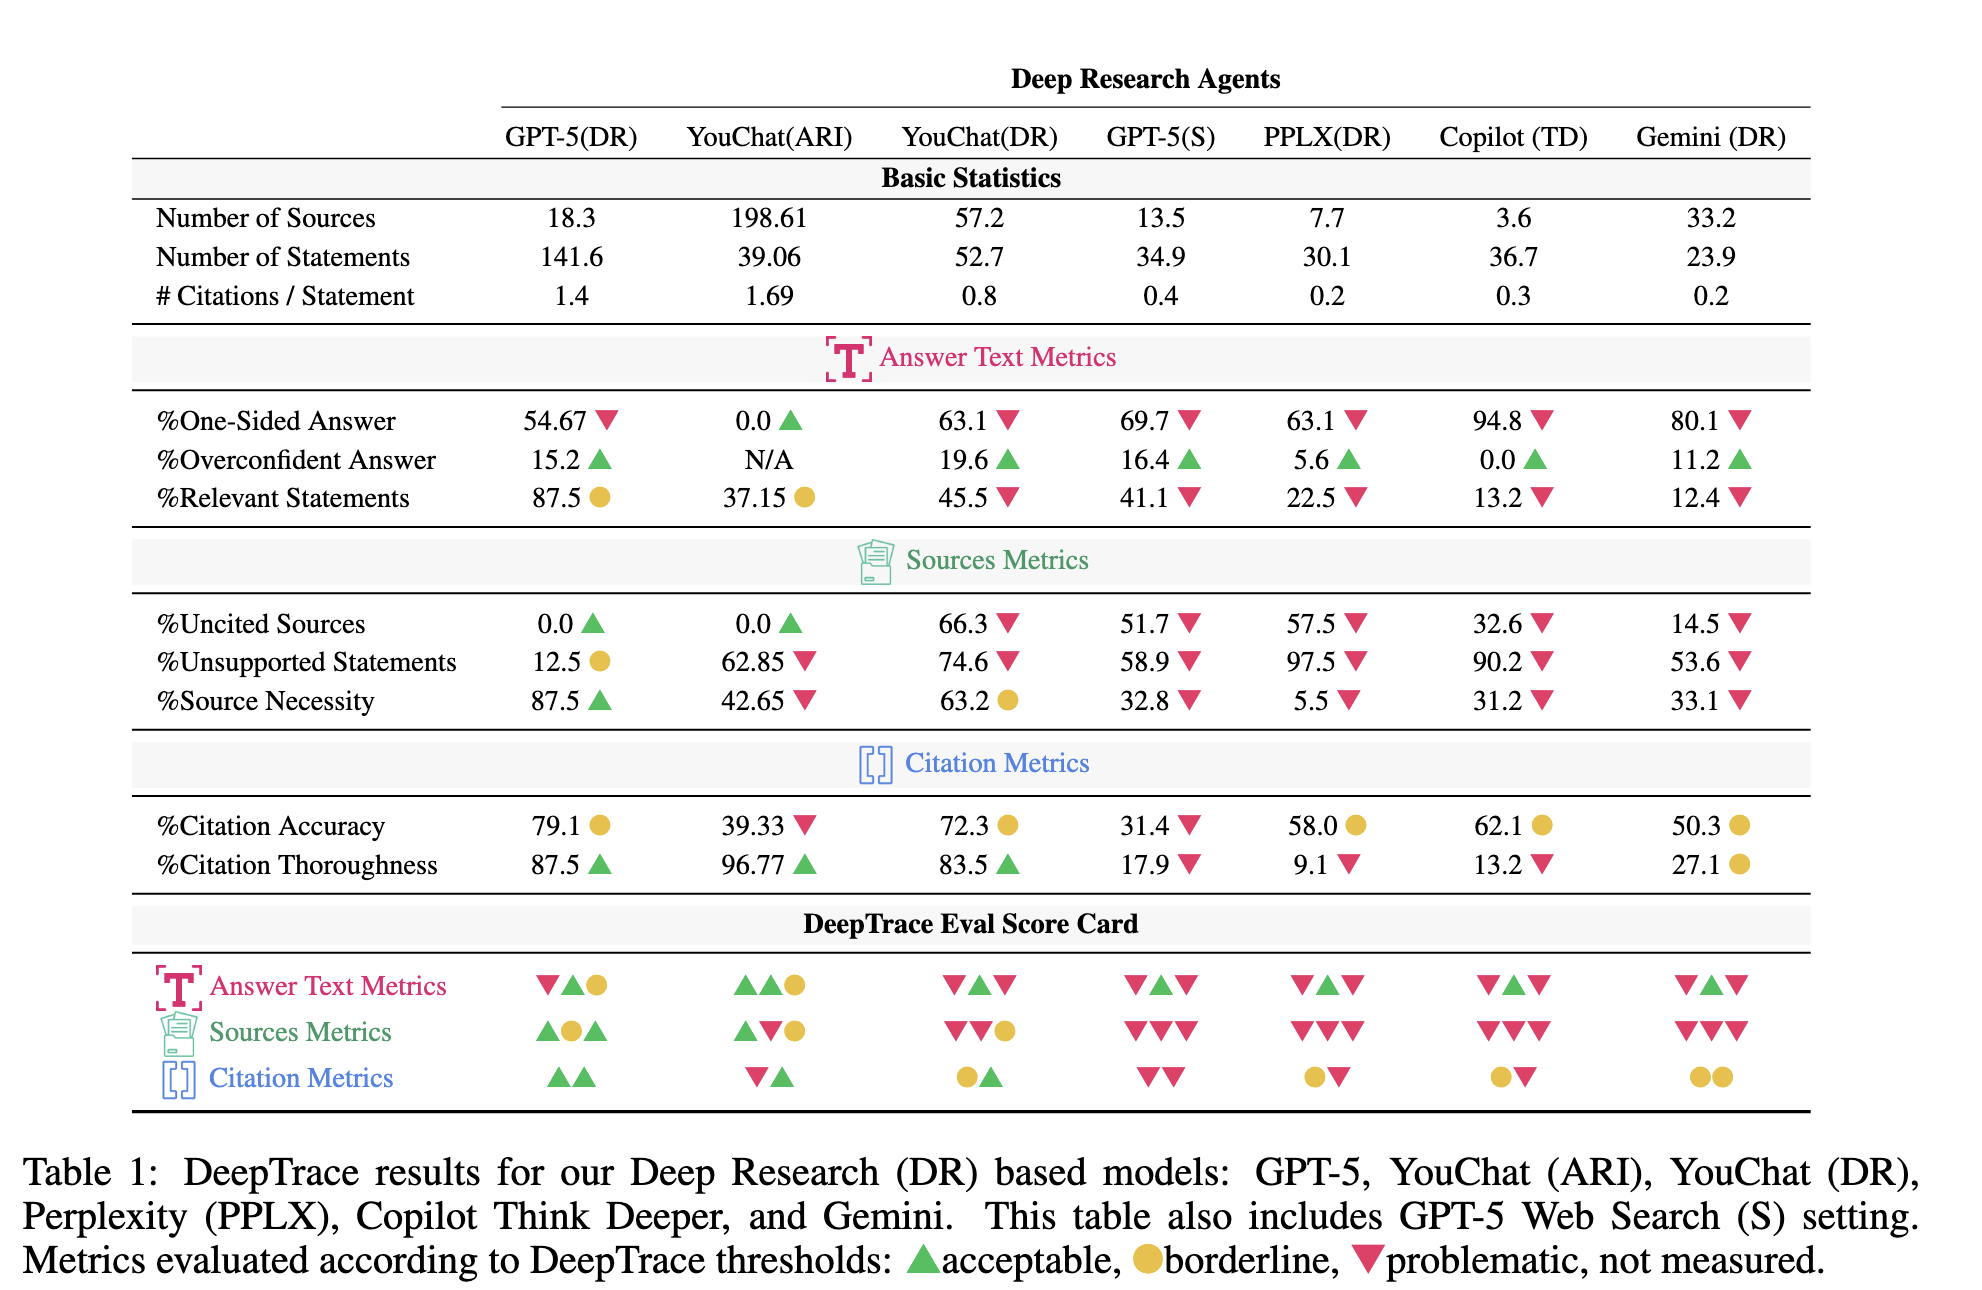 Deep Research Agents
GPT-5(DR) YouChat(ARI) YouChat(DR) GPT-5(S) PPLX(DR) Copilot (TD) Gemini (DR)
Basic Statistics
Number of Sources 18.3 198.61 57.2 13.5 7.7 3.6 33.2
Number of Statements 141.6 39.06 52.7 34.9 30.1 36.7 23.9
# Citations / Statement 1.4 1.69 0.8 0.4 0.2 0.3 0.2
T Answer Text Metrics
%One-Sided Answer 54.67 ▼ 0.0 ▲ 63.1 ▼ 69.7 ▼ 63.1 ▼ 94.8 ▼ 80.1 ▼
%Overconfident Answer 15.2 ▲ N/A 19.6 ▲ 16.4 ▲ 5.6 ▲ 0.0 ▲ 11.2 ▲
%Relevant Statements 87.5 ● 37.15 ● 45.5 ▼ 41.1 ▼ 22.5 ▼ 13.2 ▼ 12.4 ▼
Sources Metrics
%Uncited Sources 0.0 ▲ 0.0 ▲ 66.3 ▼ 51.7 ▼ 57.5 ▼ 32.6 ▼ 14.5 ▼
%Unsupported Statements 12.5 ● 62.85 ▼ 74.6 ▼ 58.9 ▼ 97.5 ▼ 90.2 ▼ 53.6 ▼
%Source Necessity 87.5 ▲ 42.65 ▼ 63.2 ● 32.8 ▼ 5.5 ▼ 31.2 ▼ 33.1 ▼
[] Citation Metrics
%Citation Accuracy 79.1 ● 39.33 ▼ 72.3 ● 31.4 ▼ 58.0 ● 62.1 ● 50.3 ●
%Citation Thoroughness 87.5 ▲ 96.77 ▲ 83.5 ▲ 17.9 ▼ 9.1 ▼ 13.2 ▼ 27.1 ●
DeepTrace Eval Score Card
T Answer Text Metrics ▼▲● ▲▲● ▼▲▼ ▼▲▼ ▼▲▼ ▼▲▼ ▼▲▼
Sources Metrics ▲●▲ ▲▼● ▼▼● ▼▼▼ ▼▼▼ ▼▼▼ ▼▼▼
[] Citation Metrics ▲▲ ▼▲ ●▲ ▼▼ ●▼ ●▼ ●●
Table 1: DeepTrace results for our Deep Research (DR) based models: GPT-5, YouChat (ARI), YouChat (DR),
Perplexity (PPLX), Copilot Think Deeper, and Gemini. This table also includes GPT-5 Web Search (S) setting.
Metrics evaluated according to DeepTrace thresholds: ▲acceptable, ●borderline, ▼problematic, not measured.